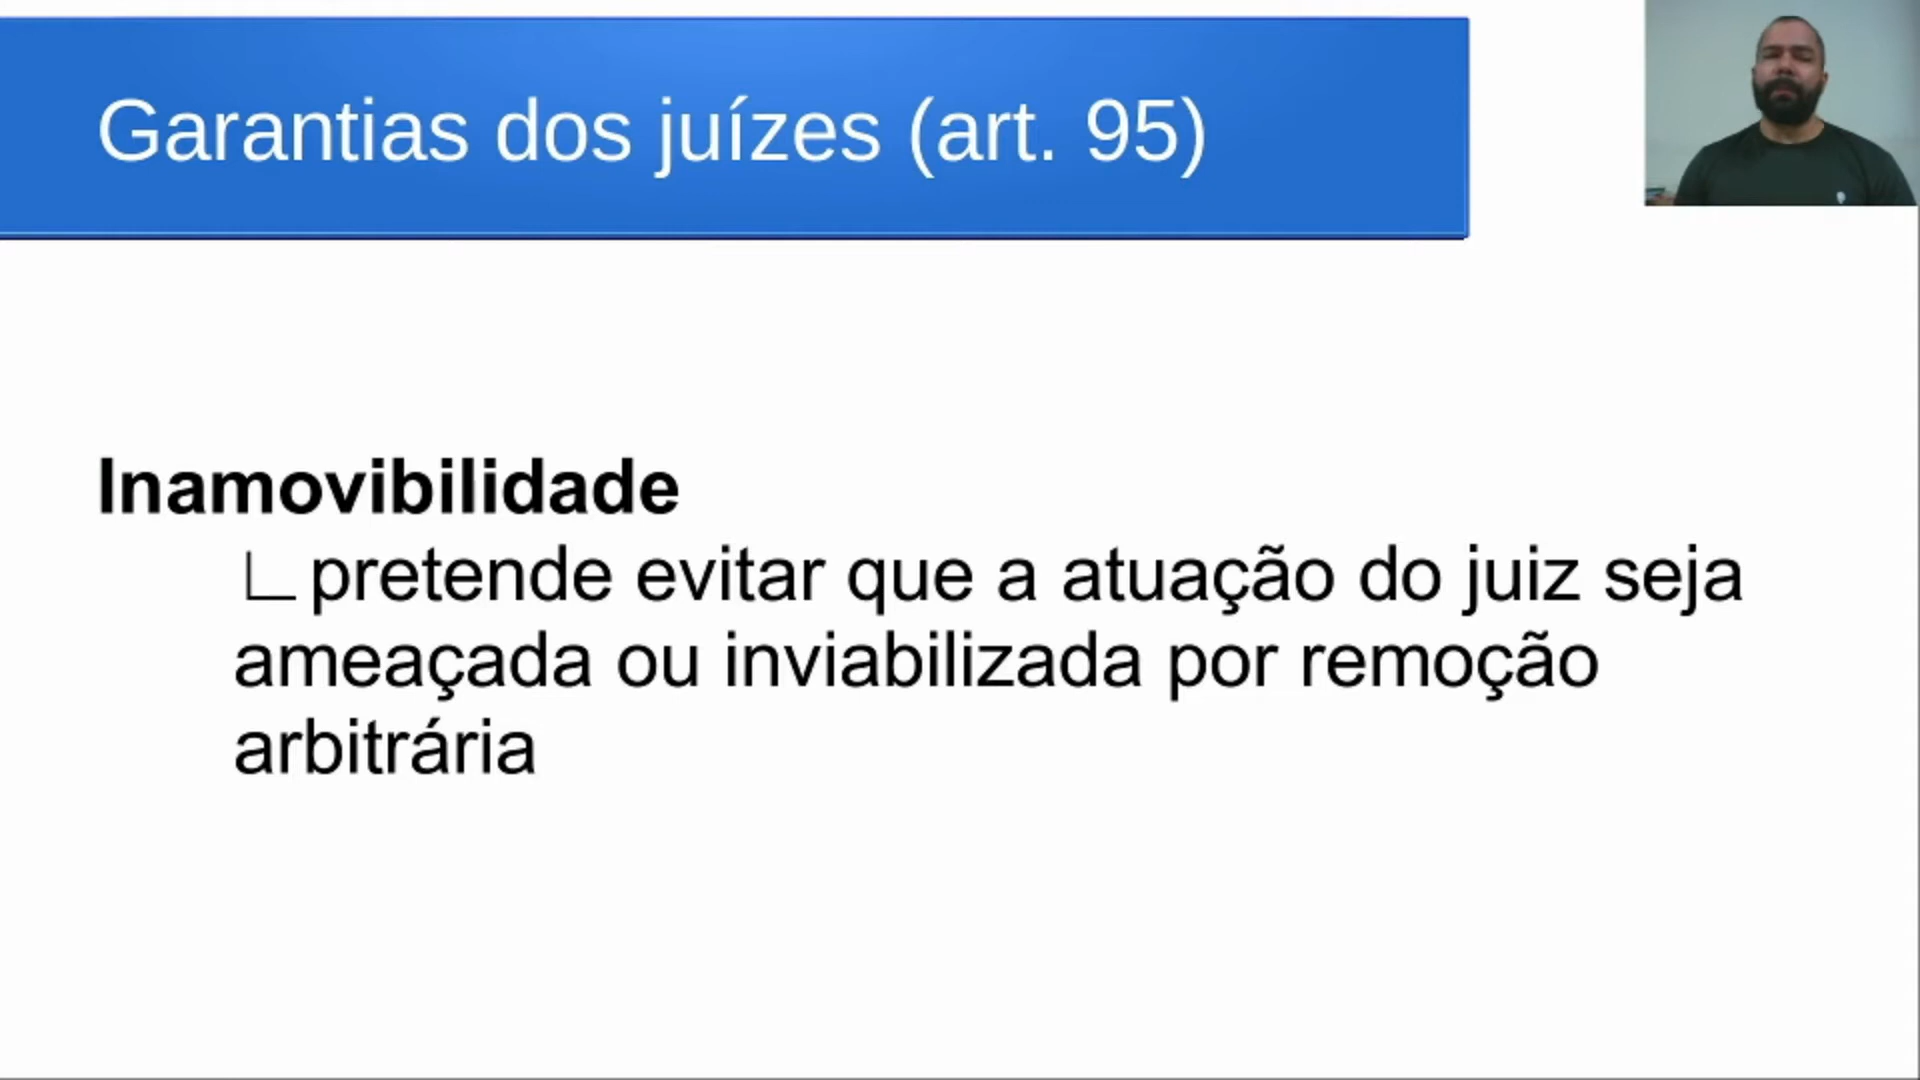 Garantias dos juízes (art. 95)
Inamovibilidade
∟pretende evitar que a atuação do juiz seja
ameaçada ou inviabilizada por remoção
arbitrária